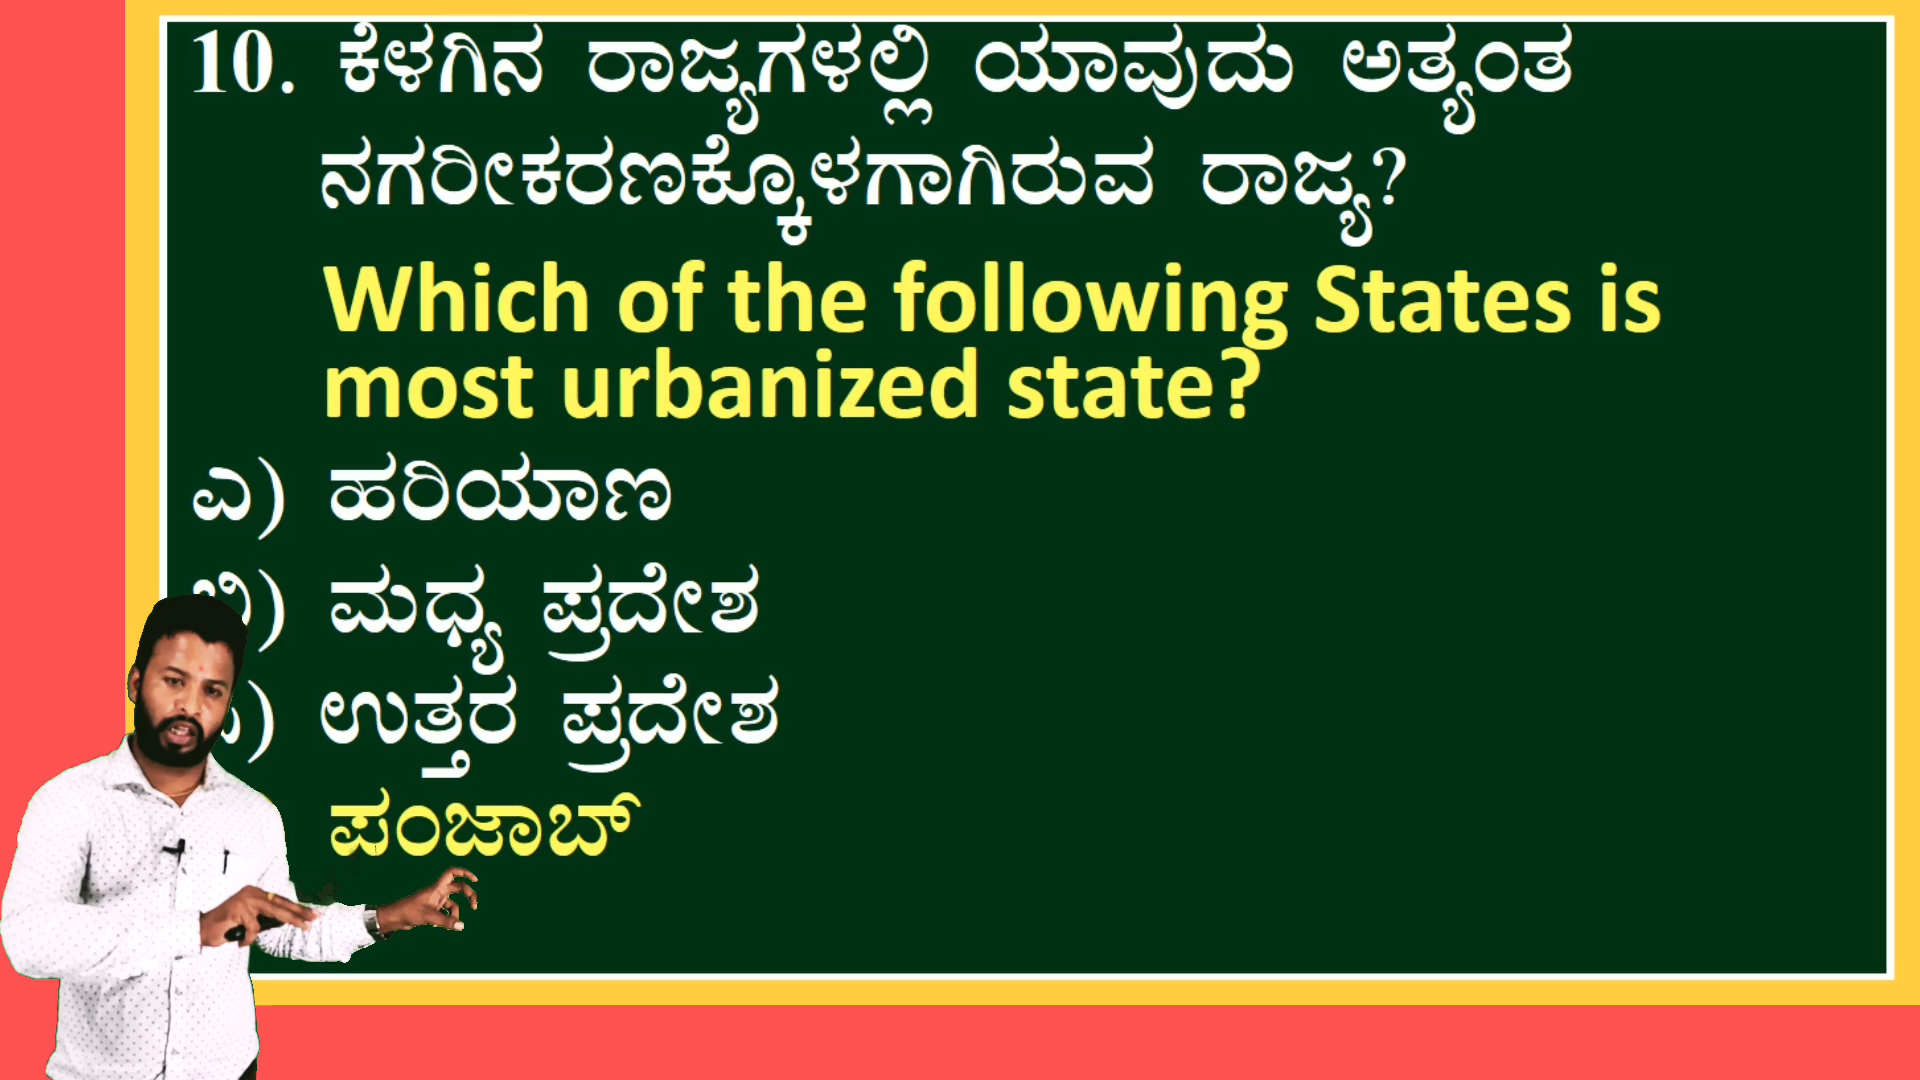 10. ಕೆಳಗಿನ ರಾಜ್ಯಗಳಲ್ಲಿ ಯಾವುದು ಅತ್ಯಂತ
ನಗರೀಕರಣಕ್ಕೊಳಗಾಗಿರುವ ರಾಜ್ಯ?
Which of the following States is
most urbanized state?
ಎ) ಹರಿಯಾಣ
ಬಿ) ಮಧ್ಯ ಪ್ರದೇಶ
) ಉತ್ತರ ಪ್ರದೇಶ
ಪಂಜಾಬ್